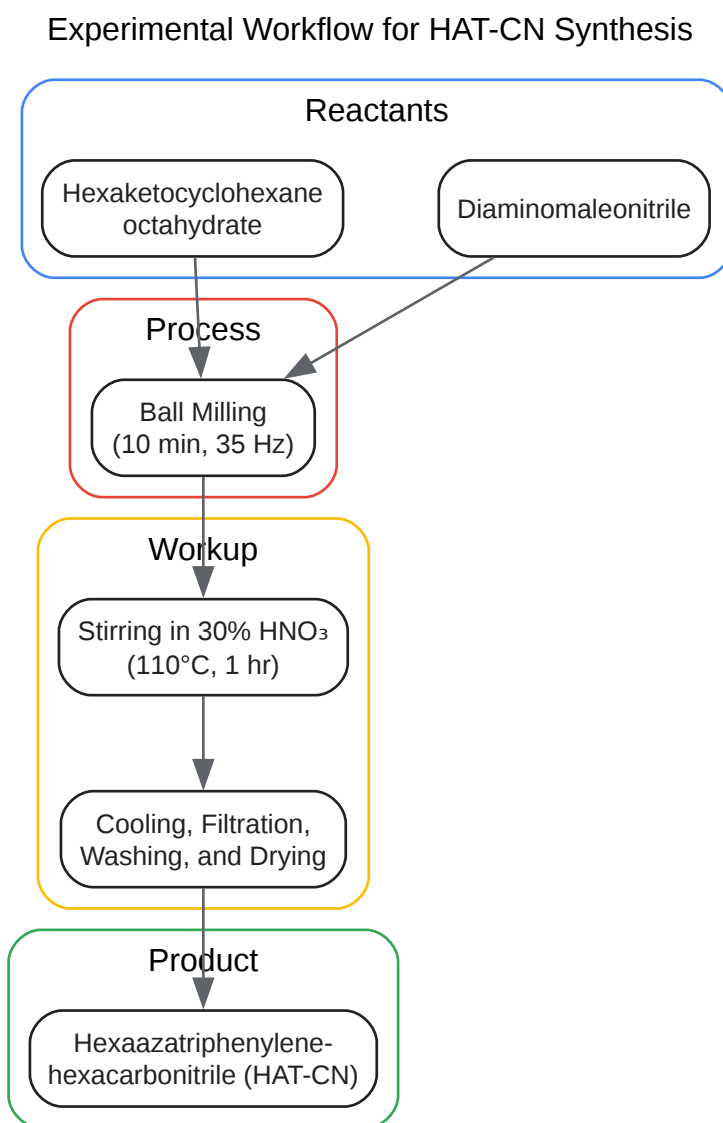 Experimental Workflow for HAT-CN Synthesis
Reactants
Hexaketocyclohexane
octahydrate
Diaminomaleonitrile
Process
Ball Milling
(10 min, 35 Hz)
Workup
Stirring in 30% HNO₃
(110°C, 1 hr)
Cooling, Filtration,
Washing, and Drying
Product
Hexaazatriphenylene-
hexacarbonitrile (HAT-CN)